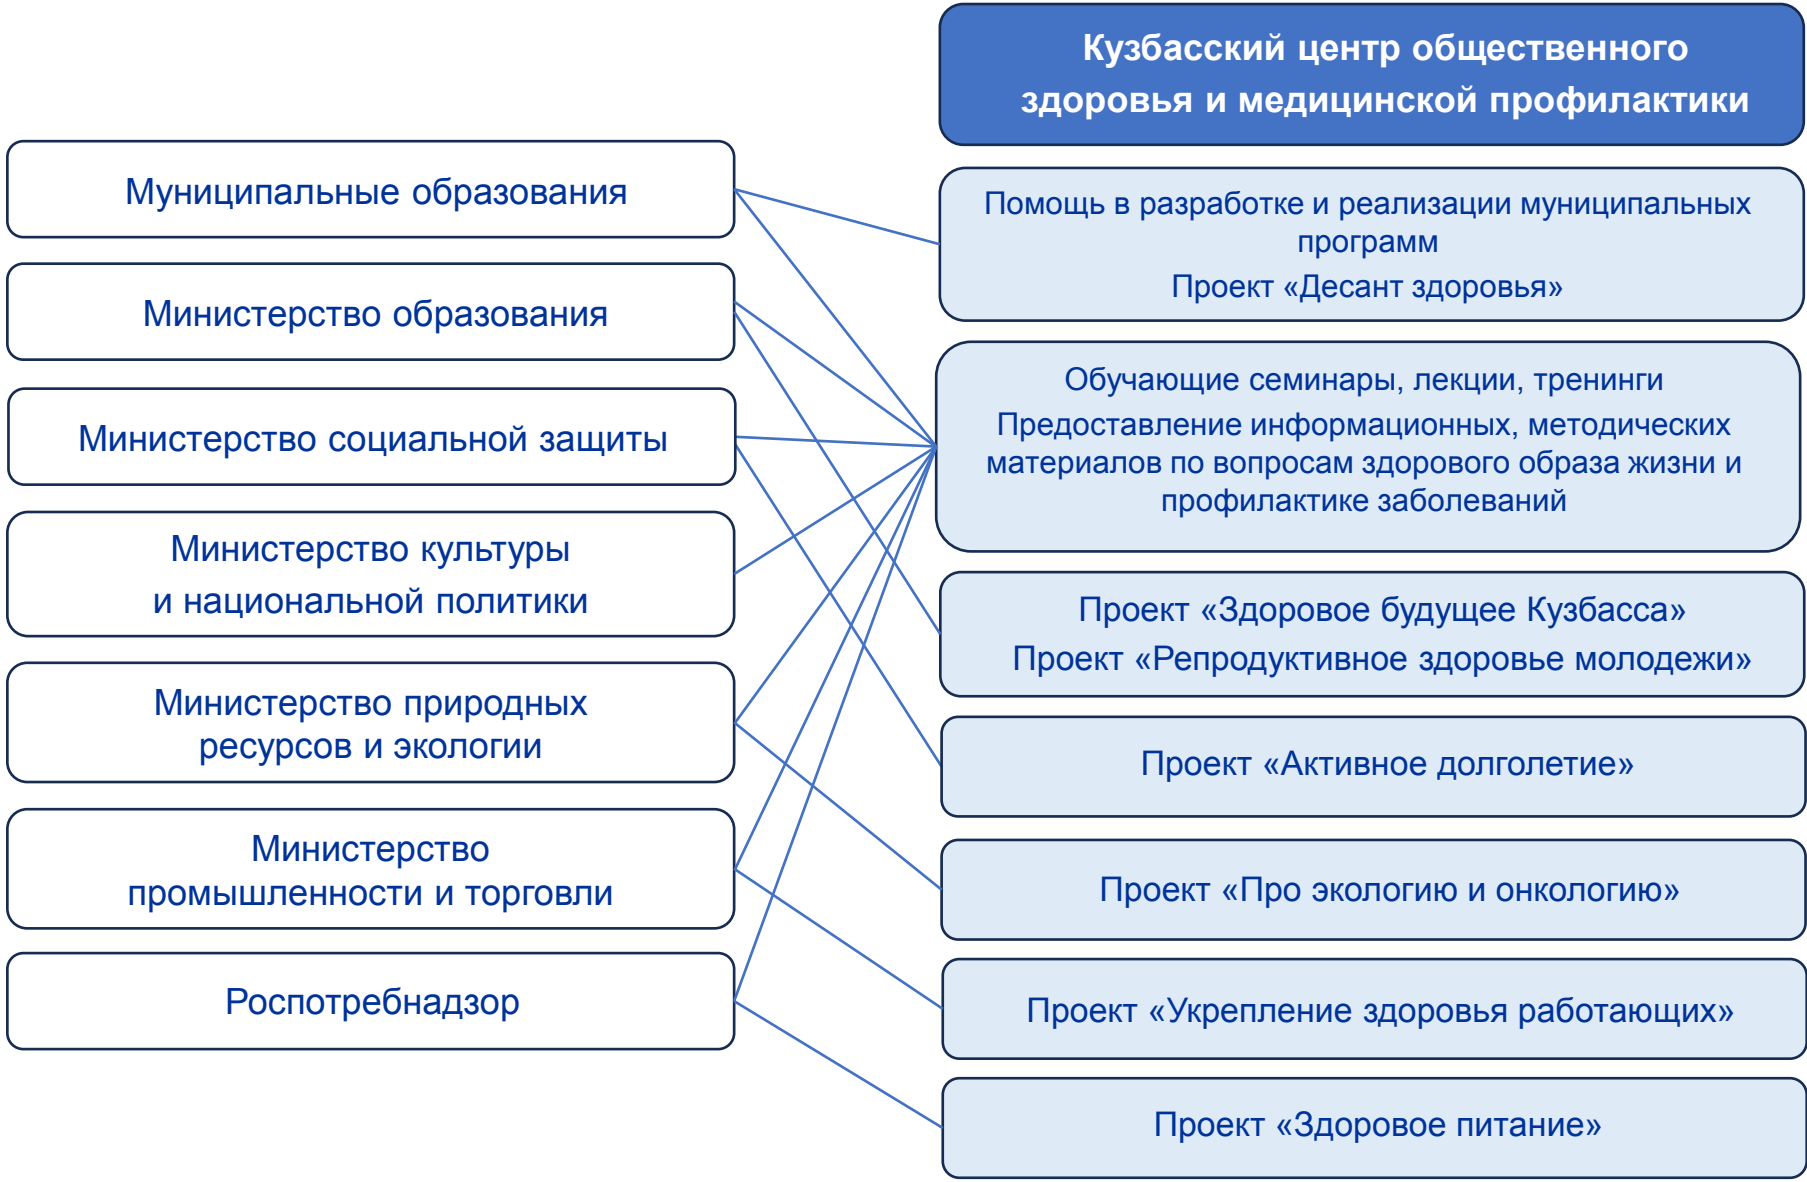 Кузбасский центр общественного
здоровья и медицинской профилактики
Муниципальные образования
Министерство образования
Министерство социальной защиты
Министерство культуры
и национальной политики
Министерство природных
ресурсов и экологии
Министерство
промышленности и торговли
Роспотребнадзор
Помощь в разработке и реализации муниципальных
программ
Проект «Десант здоровья»
Обучающие семинары, лекции, тренинги
Предоставление информационных, методических
материалов по вопросам здорового образа жизни и
профилактике заболеваний
Проект «Здоровое будущее Кузбасса»
Проект «Репродуктивное здоровье молодежи»
Проект «Активное долголетие»
Проект «Про экологию и онкологию»
Проект «Укрепление здоровья работающих»
Проект «Здоровое питание»